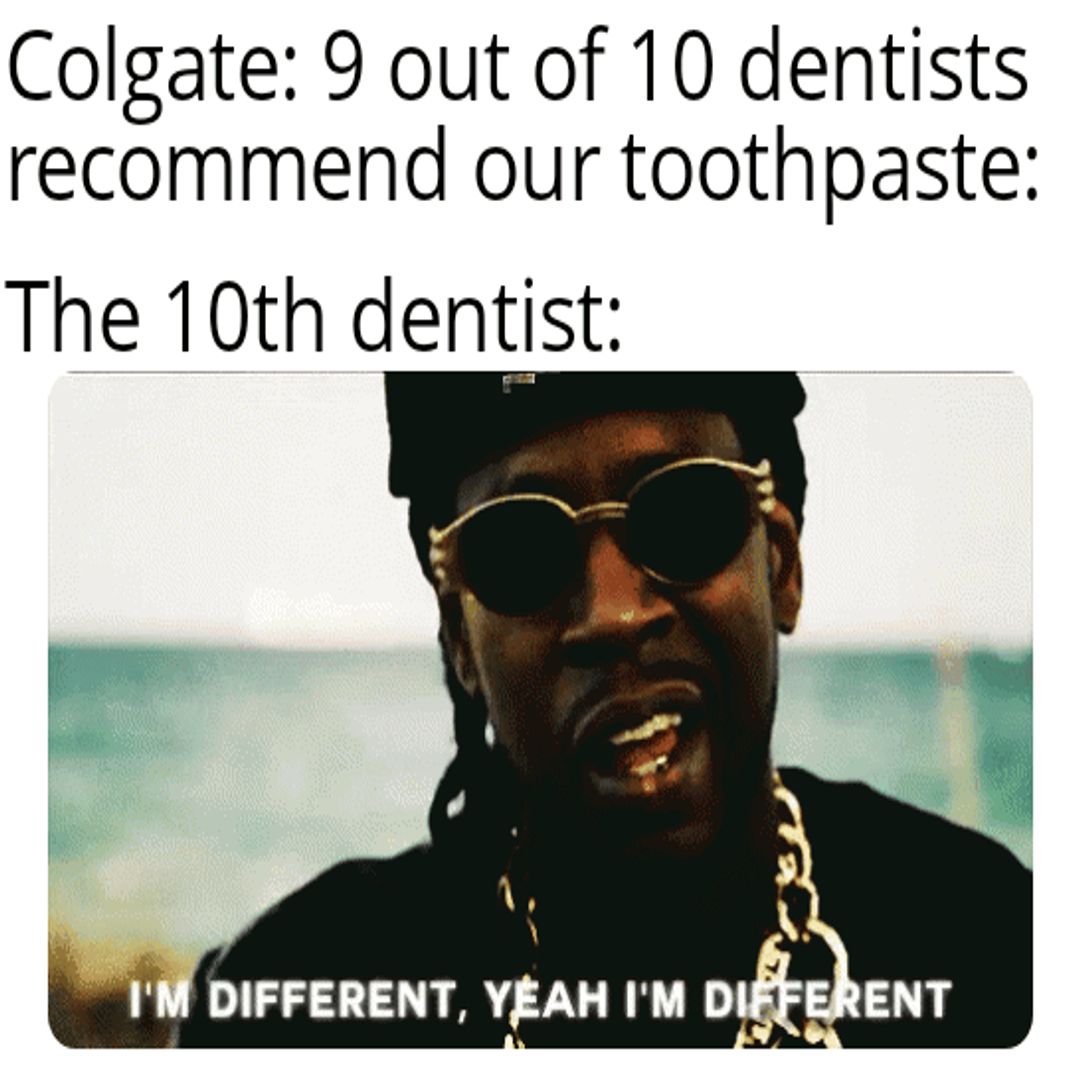 Colgate: 9 out of 10 dentists
recommend our toothpaste:
The 10th dentist:
I'M DIFFERENT, YEAH I'M DIFFERENT